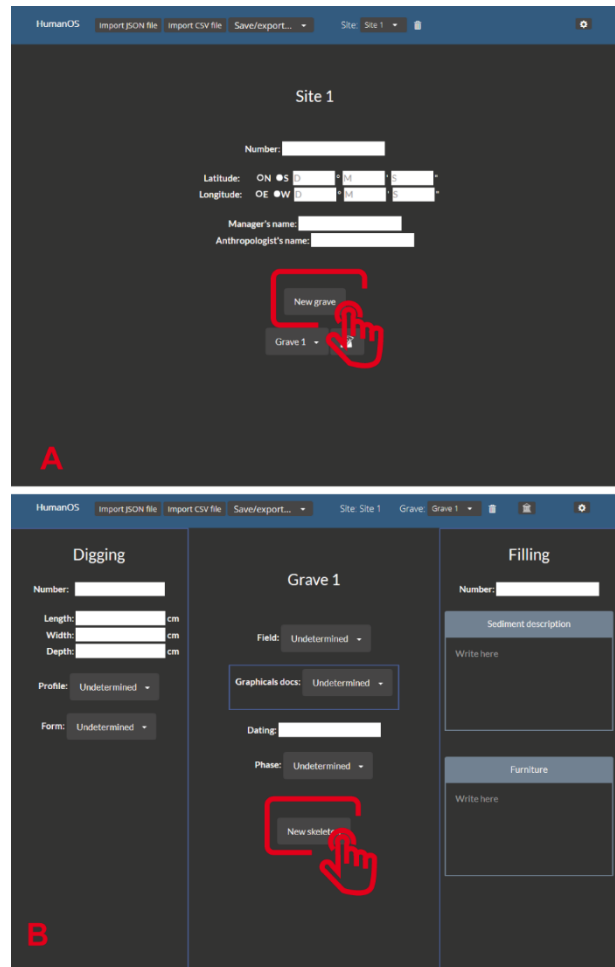 HumanOS Import JSON file Import CSV file Save/export... Site: Site 1
Site 1
Number:
Latitude: N S D ° M ' S "
Longitude: E W D ° M ' S "
Manager's name:
Anthropologist's name:
New grave
Grave 1
A
HumanOS Import JSON file Import CSV file Save/export... Site: Site 1 Grave: Grave 1
Digging
Number:
Length: cm
Width: cm
Depth: cm
Profile: Undetermined
Form: Undetermined
Grave 1
Field: Undetermined
Graphicals docs: Undetermined
Dating:
Phase: Undetermined
New skelet
Filling
Number:
Sediment description
Write here
Furniture
Write here
B